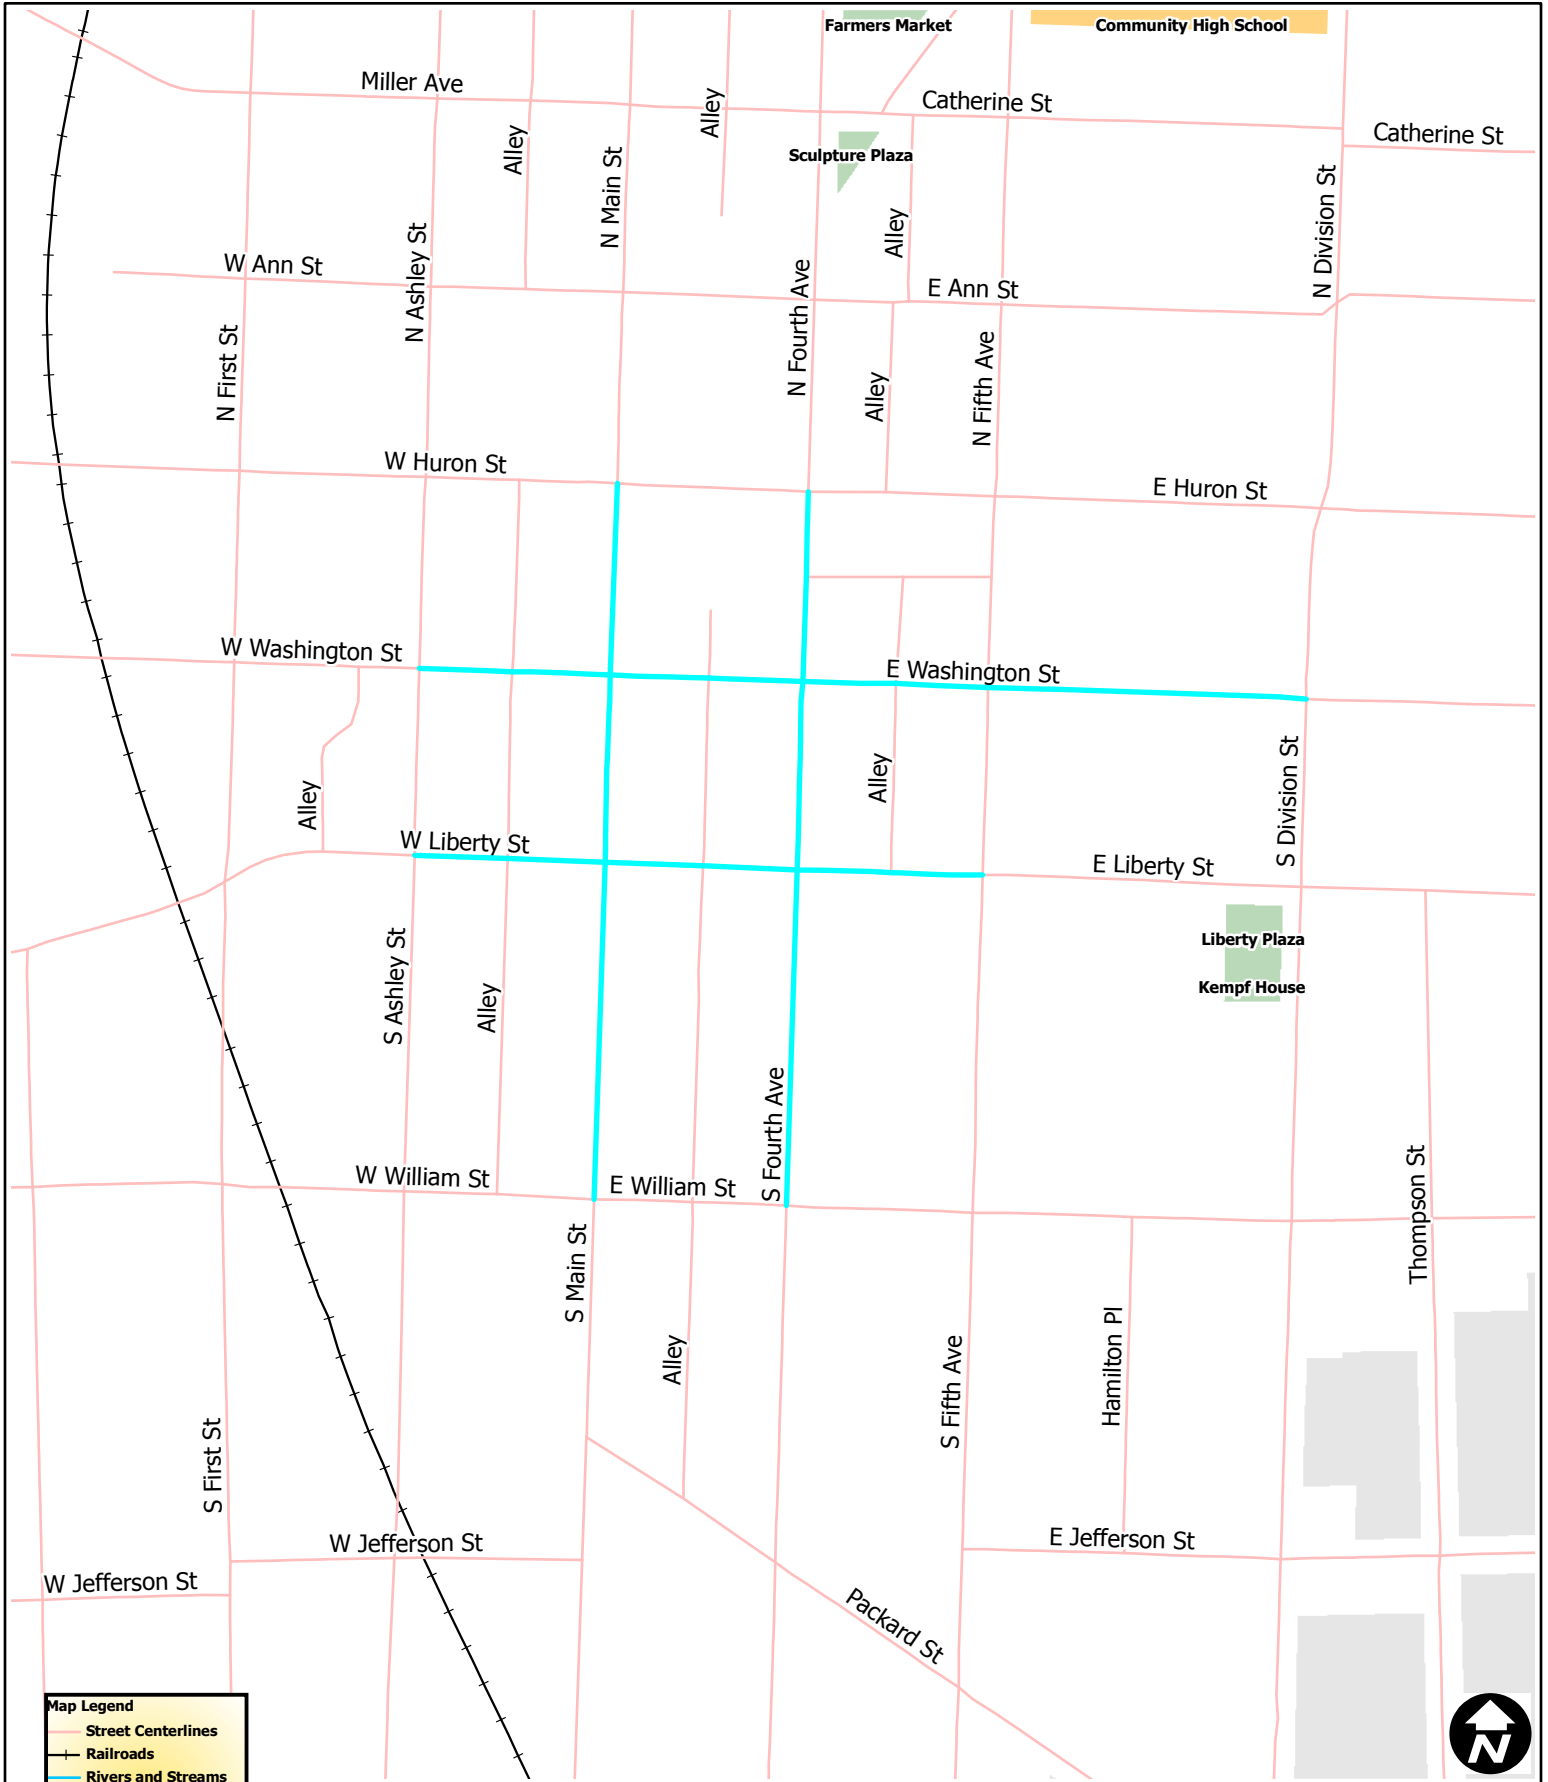 Farmers Market
Community High School
Miller Ave
Alley
Catherine St
Catherine St
Alley
Sculpture Plaza
N Main St
N Division St
Alley
N Ashley St
W Ann St
E Ann St
N Fourth Ave
N First St
Alley
N Fifth Ave
W Huron St
E Huron St
W Washington St
E Washington St
Alley
Alley
S Division St
W Liberty St
E Liberty St
Liberty Plaza
Kempf House
S Ashley St
Alley
S Fourth Ave
W William St
E William St
Thompson St
S Main St
Alley
Hamilton Pl
S Fifth Ave
S First St
W Jefferson St
E Jefferson St
W Jefferson St
Packard St
Map Legend
Street Centerlines
Railroads
Rivers and Streams
N